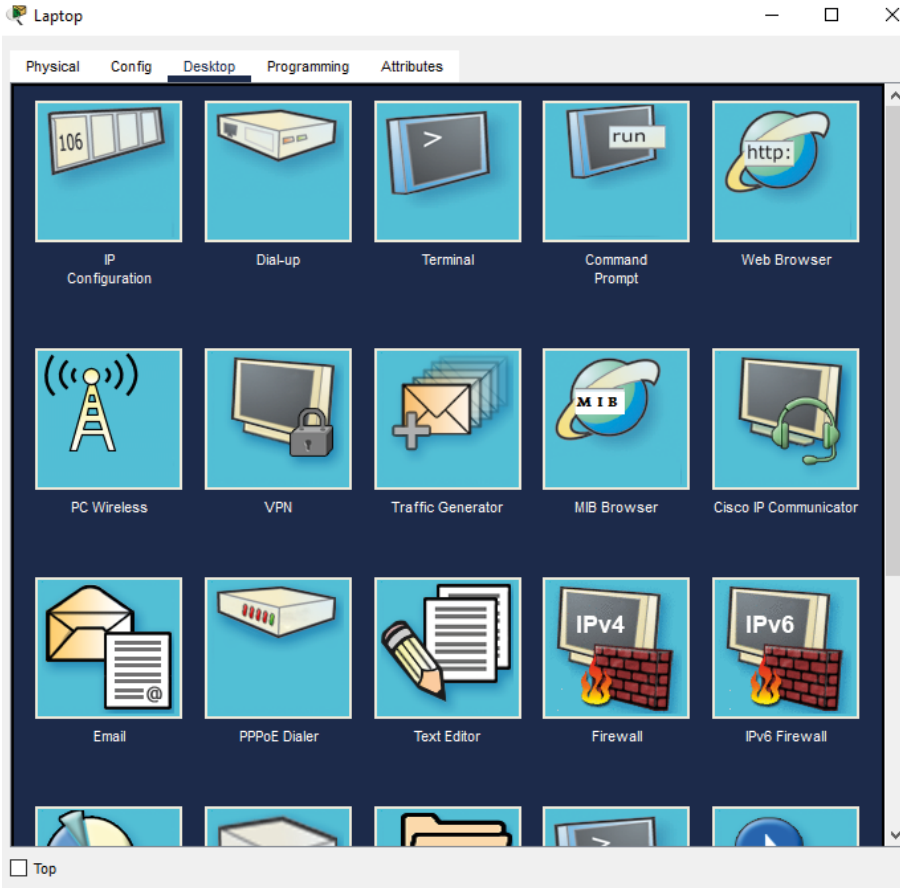 Laptop
Physical Config Desktop Programming Attributes
106
>
run
http:
IP
Configuration
Dial-up
Terminal
Command
Prompt
Web Browser
MIB
PC Wireless
VPN
Traffic Generator
MIB Browser
Cisco IP Communicator
@
IPv4
IPv6
Email
PPPoE Dialer
Text Editor
Firewall
IPv6 Firewall
>
Top